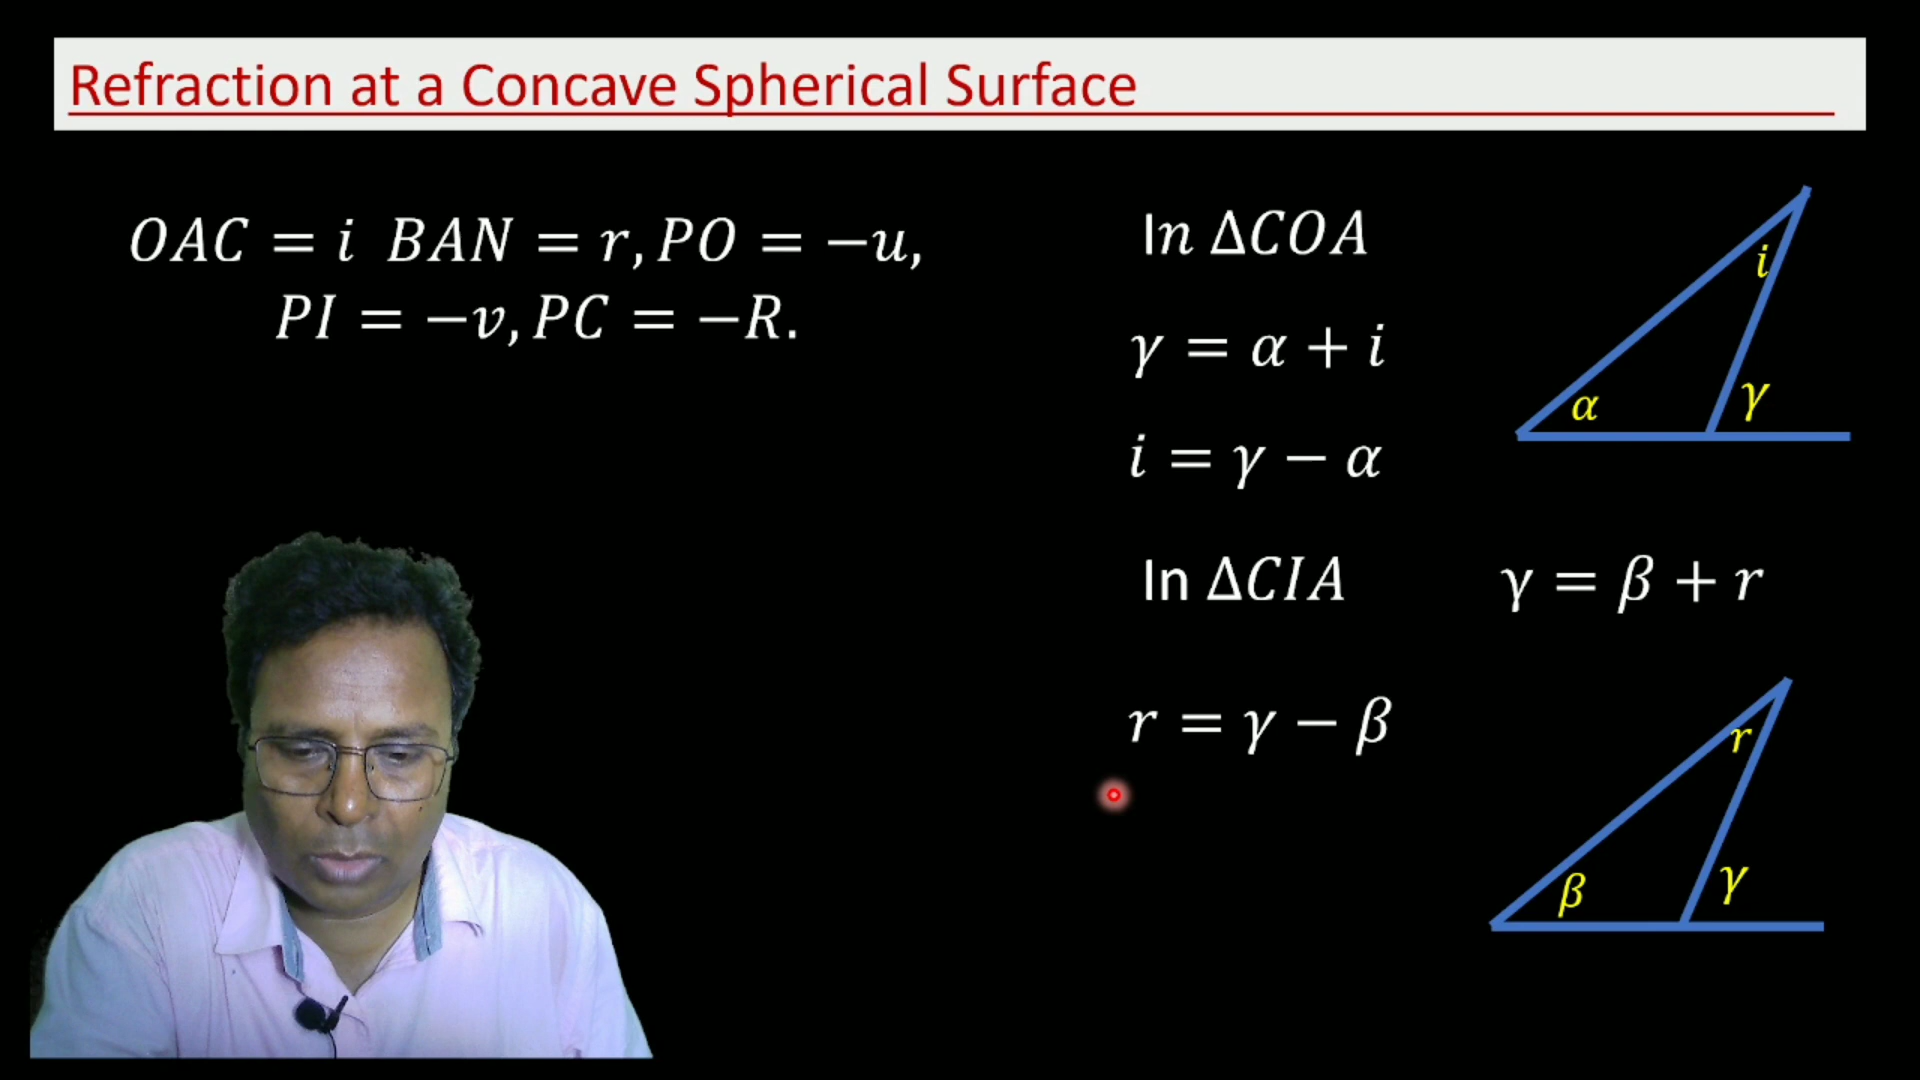 Refraction at a Concave Spherical Surface
OAC = i BAN = r, PO = −u,
PI = −v, PC = −R.
In ΔCOA
γ = α + i
i = γ − α
In ΔCIA γ = β + r
r = γ − β
i
α γ
r
β γ